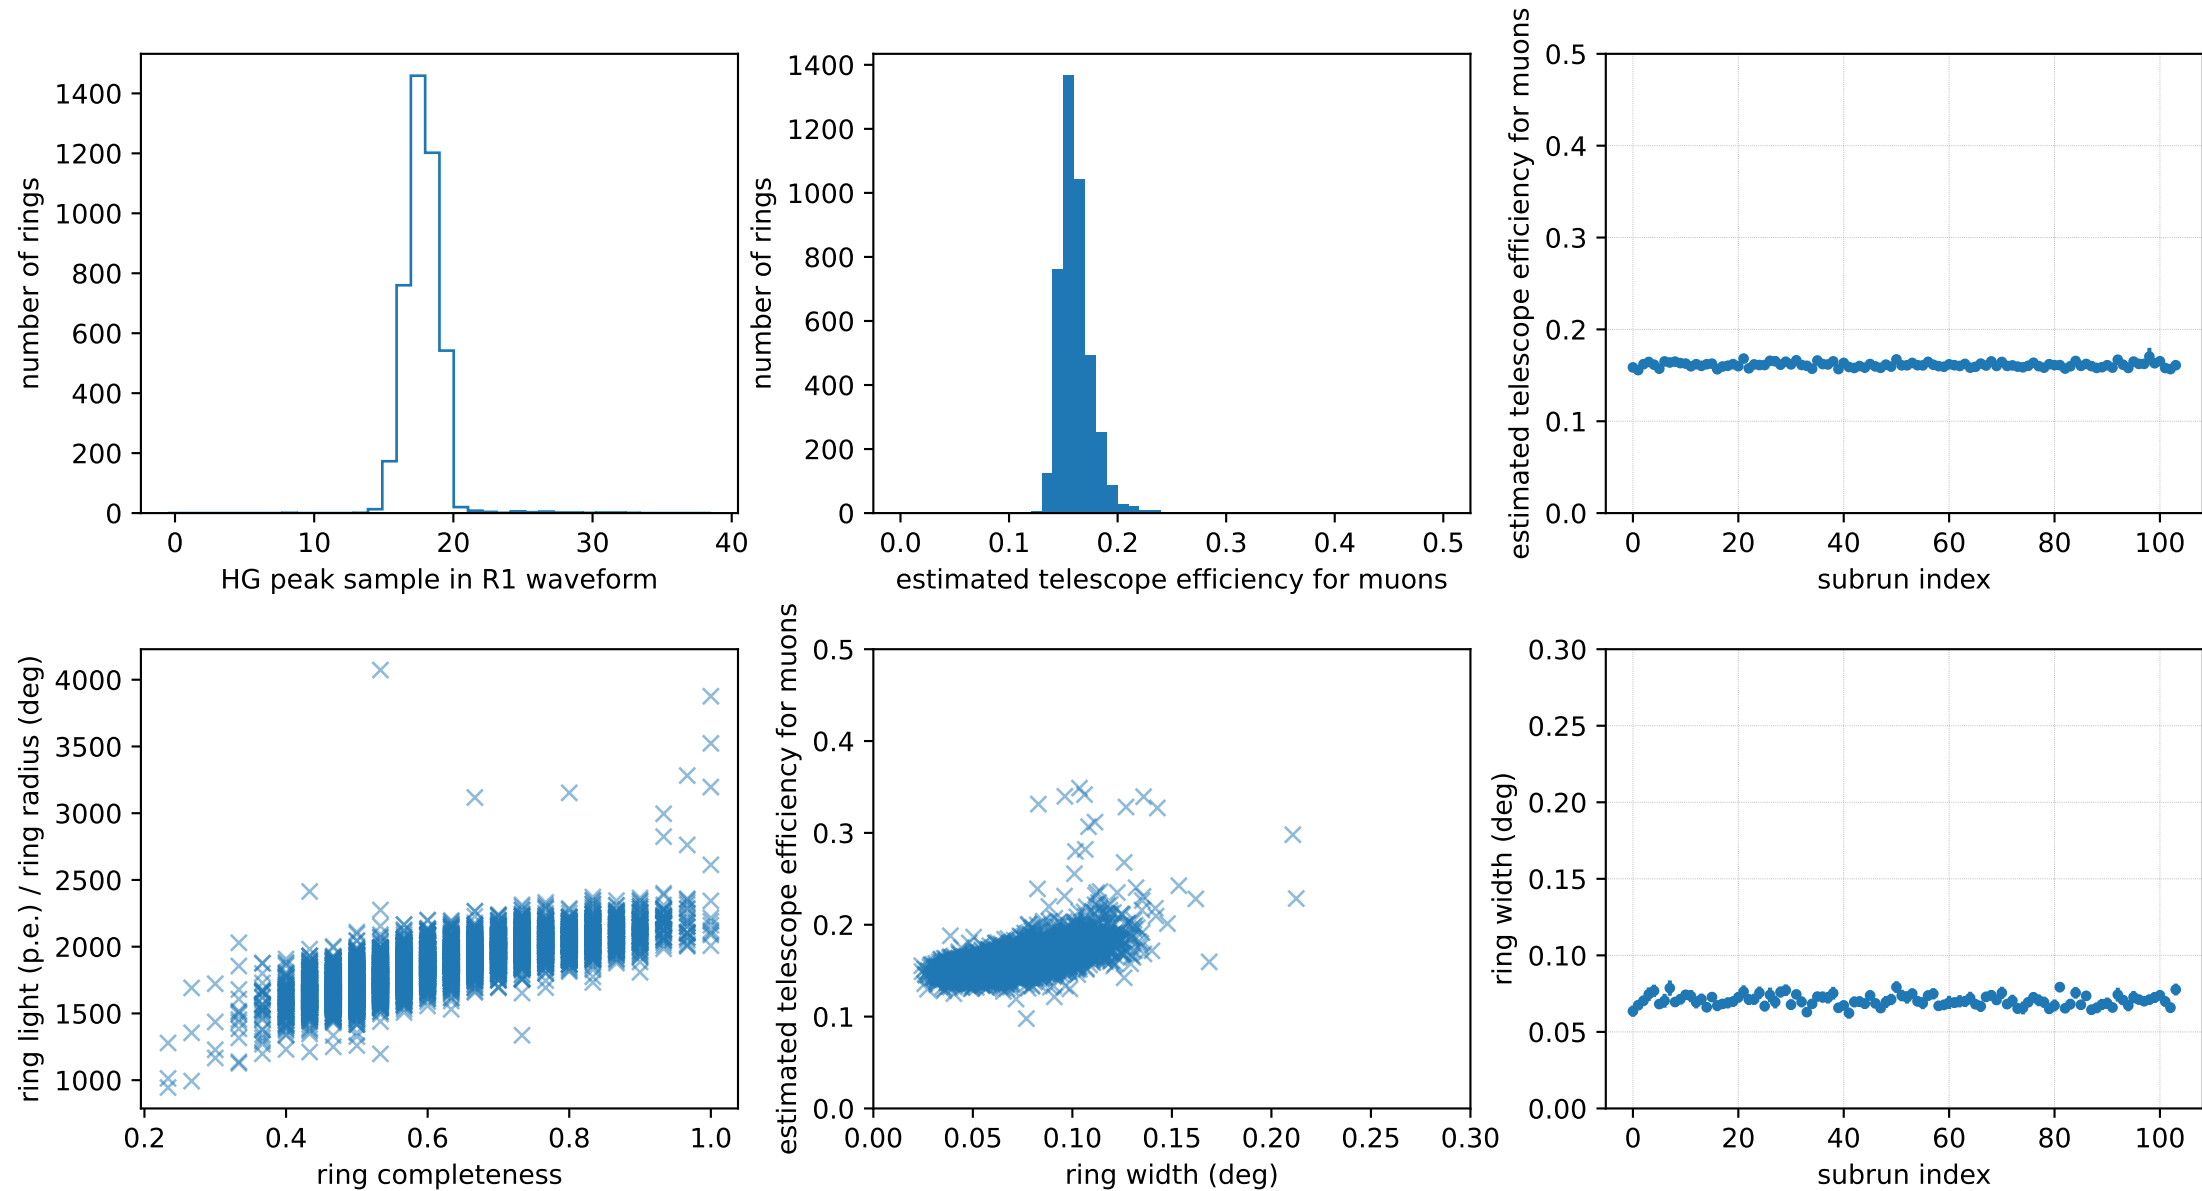 number of rings
1400
1200
1000
800
600
400
200
0
0 10 20 30 40
HG peak sample in R1 waveform
number of rings
1400
1200
1000
800
600
400
200
0
0.0 0.1 0.2 0.3 0.4 0.5
estimated telescope efficiency for muons
estimated telescope efficiency for muons
0.5
0.4
0.3
0.2
0.1
0.0
0 20 40 60 80 100
subrun index
ring light (p.e.) / ring radius (deg)
4000
3500
3000
2500
2000
1500
1000
0.2 0.4 0.6 0.8 1.0
ring completeness
estimated telescope efficiency for muons
0.5
0.4
0.3
0.2
0.1
0.0
0.00 0.05 0.10 0.15 0.20 0.25 0.30
ring width (deg)
ring width (deg)
0.30
0.25
0.20
0.15
0.10
0.05
0.00
0 20 40 60 80 100
subrun index